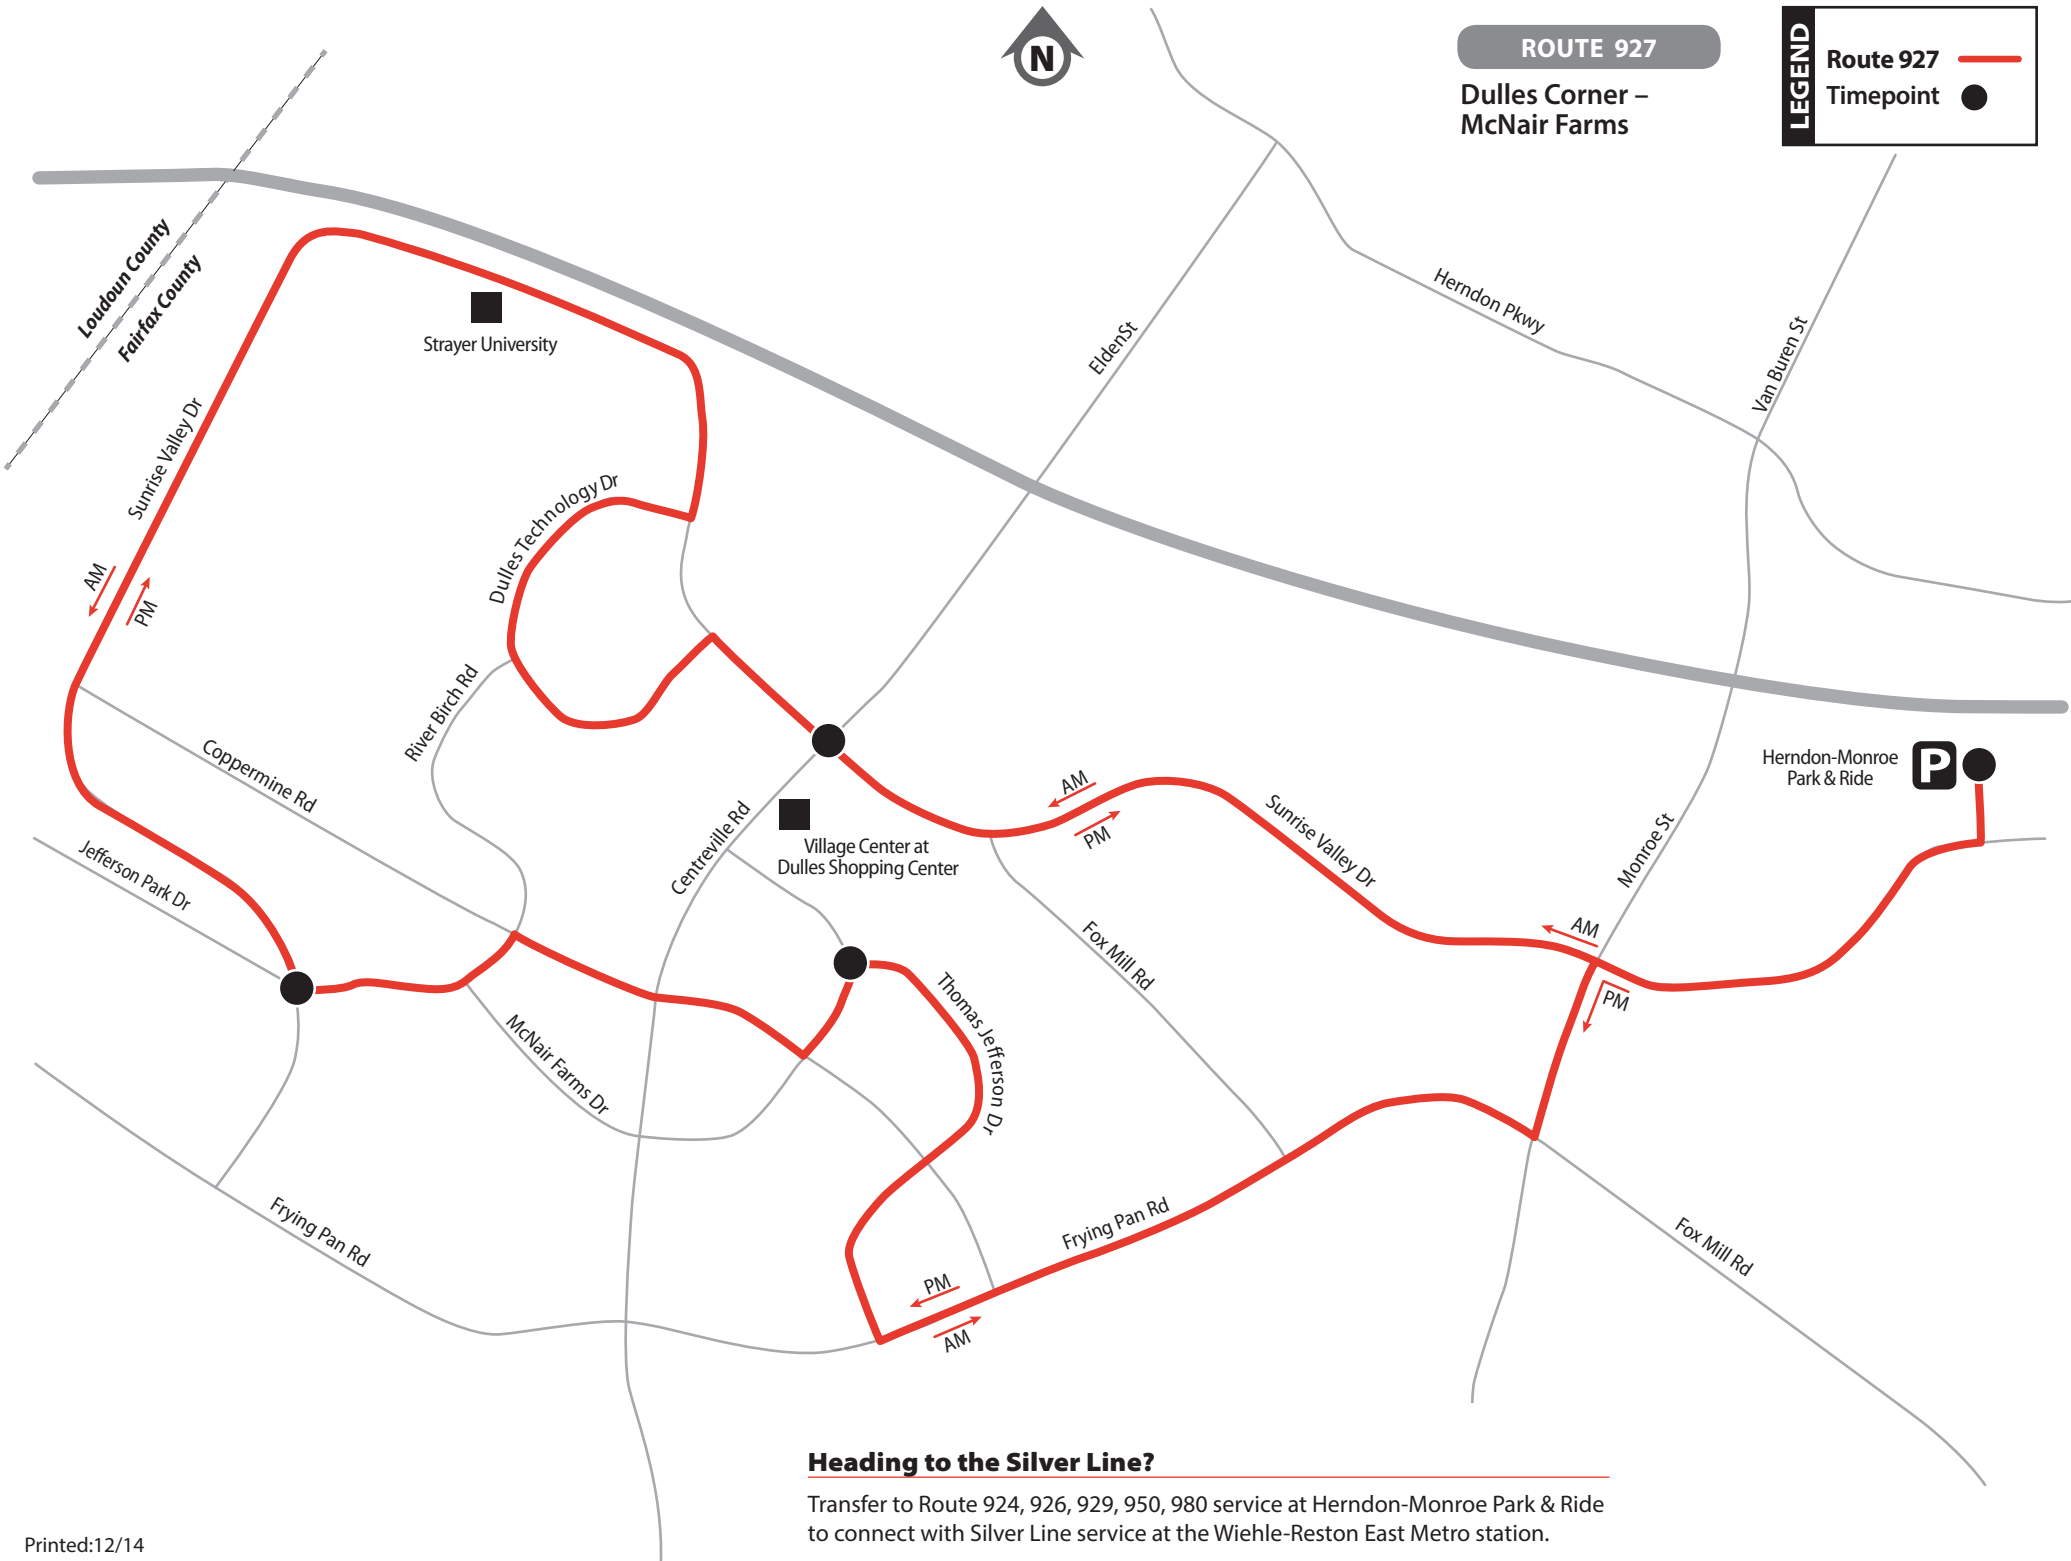 N
ROUTE 927
Dulles Corner –
McNair Farms
LEGEND
Route 927
Timepoint
Loudoun County
Fairfax County
Strayer University
Herndon Pkwy
EldenSt
Van Buren St
Sunrise Valley Dr
Dulles Technology Dr
AM
PM
River Birch Rd
Coppermine Rd
Herndon-Monroe
Park & Ride
P
AM
PM
Sunrise Valley Dr
Centreville Rd
Village Center at
Dulles Shopping Center
Monroe St
Jefferson Park Dr
Fox Mill Rd
AM
PM
Thomas Jefferson Dr
McNair Farms Dr
Frying Pan Rd
Frying Pan Rd
Fox Mill Rd
PM
AM
Heading to the Silver Line?
Transfer to Route 924, 926, 929, 950, 980 service at Herndon-Monroe Park & Ride
to connect with Silver Line service at the Wiehle-Reston East Metro station.
Printed:12/14